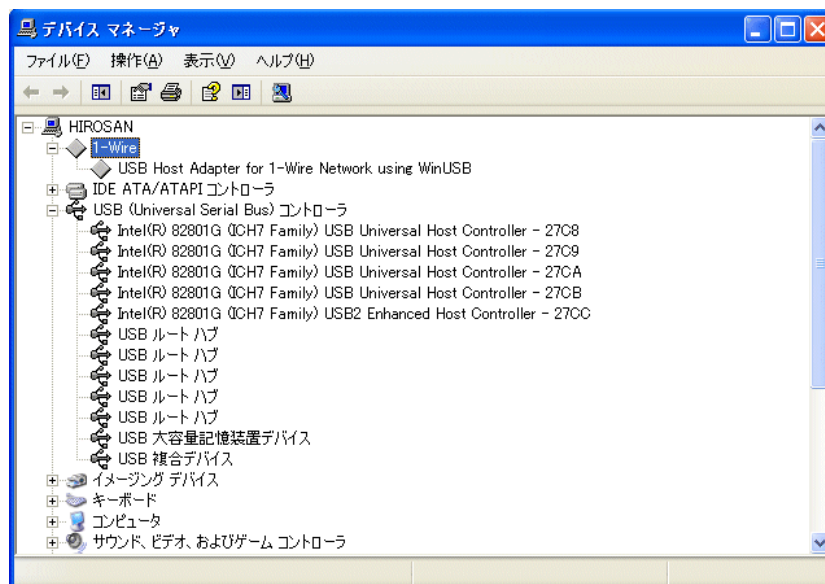 デバイス マネージャ
ファイル(F) 操作(A) 表示(V) ヘルプ(H)
HIROSAN
1-Wire
USB Host Adapter for 1-Wire Network using WinUSB
IDE ATA/ATAPI コントローラ
USB (Universal Serial Bus) コントローラ
Intel(R) 82801G (ICH7 Family) USB Universal Host Controller - 27C8
Intel(R) 82801G (ICH7 Family) USB Universal Host Controller - 27C9
Intel(R) 82801G (ICH7 Family) USB Universal Host Controller - 27CA
Intel(R) 82801G (ICH7 Family) USB Universal Host Controller - 27CB
Intel(R) 82801G (ICH7 Family) USB2 Enhanced Host Controller - 27CC
USB ルート ハブ
USB ルート ハブ
USB ルート ハブ
USB ルート ハブ
USB ルート ハブ
USB 大容量記憶装置デバイス
USB 複合デバイス
イメージング デバイス
キーボード
コンピュータ
サウンド、ビデオ、およびゲーム コントローラ